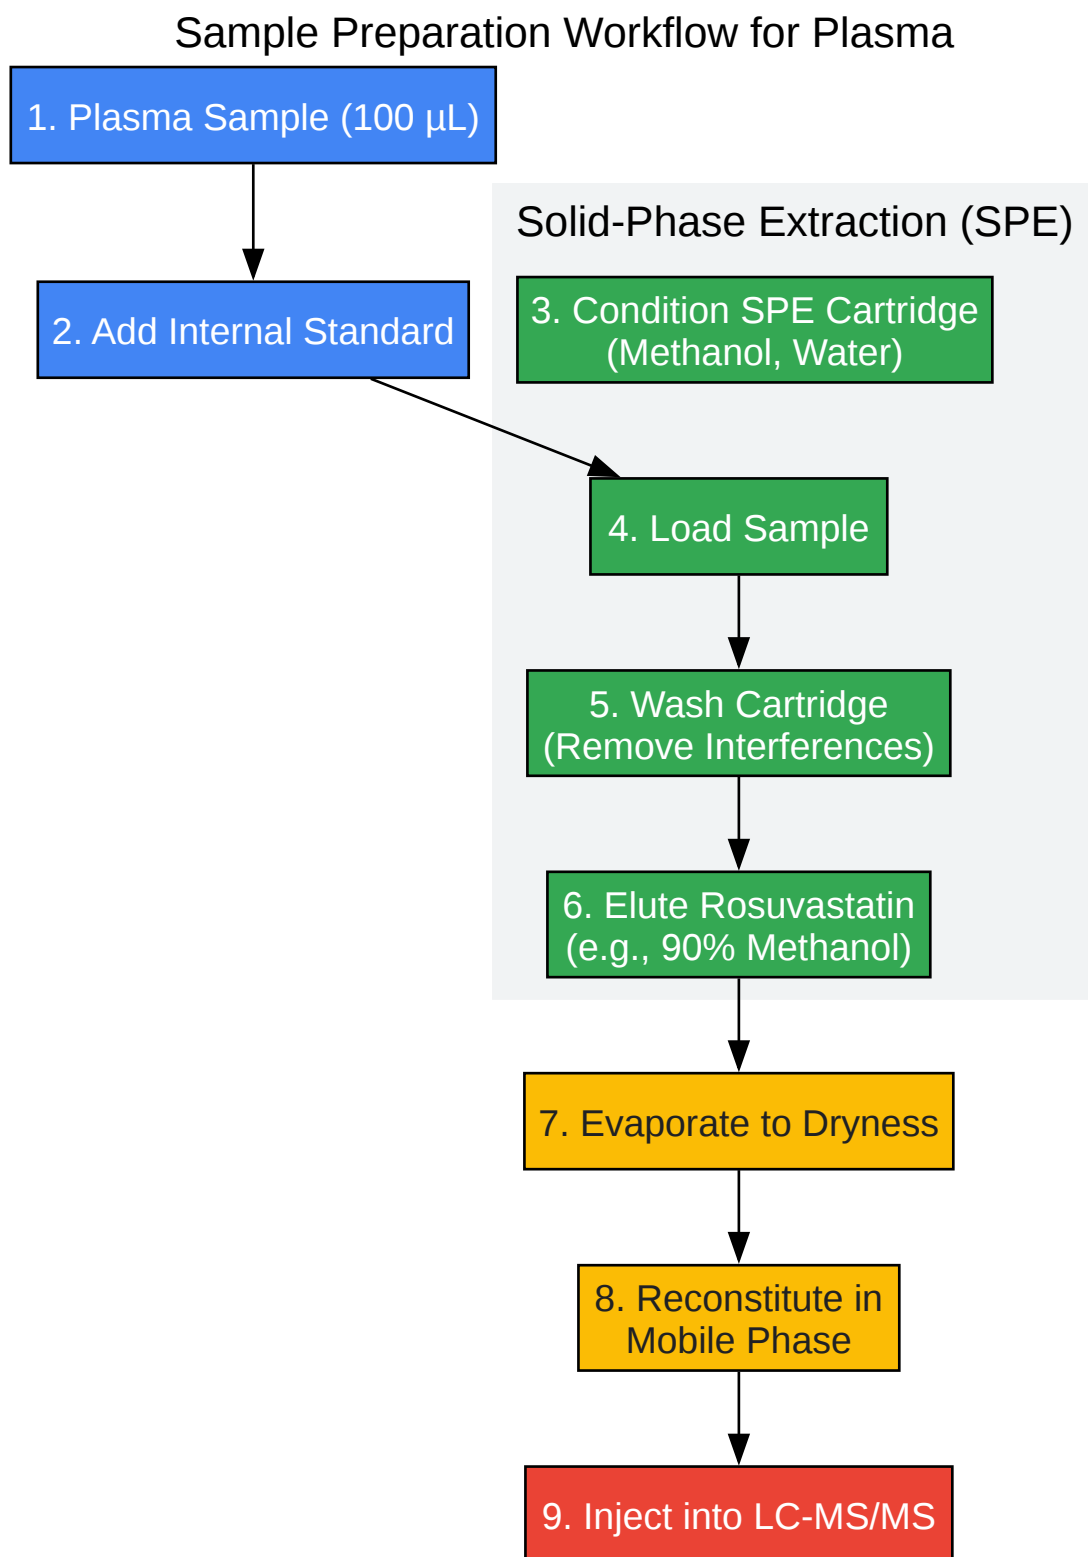 Sample Preparation Workflow for Plasma
1. Plasma Sample (100 µL)
Solid-Phase Extraction (SPE)
2. Add Internal Standard
3. Condition SPE Cartridge
(Methanol, Water)
4. Load Sample
5. Wash Cartridge
(Remove Interferences)
6. Elute Rosuvastatin
(e.g., 90% Methanol)
7. Evaporate to Dryness
8. Reconstitute in
Mobile Phase
9. Inject into LC-MS/MS